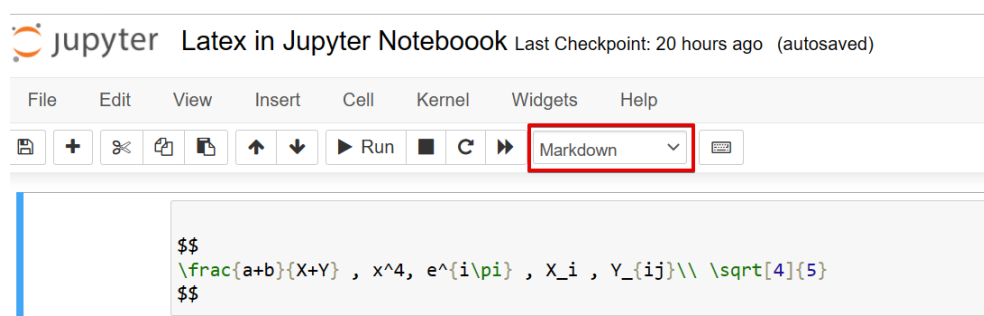 jupyter Latex in Jupyter Noteboook Last Checkpoint: 20 hours ago (autosaved)
File Edit View Insert Cell Kernel Widgets Help
Run Markdown
$$
\frac{a+b}{X+Y} , x^4, e^{i\pi} , X_i , Y_{ij}\\ \sqrt[4]{5}
$$